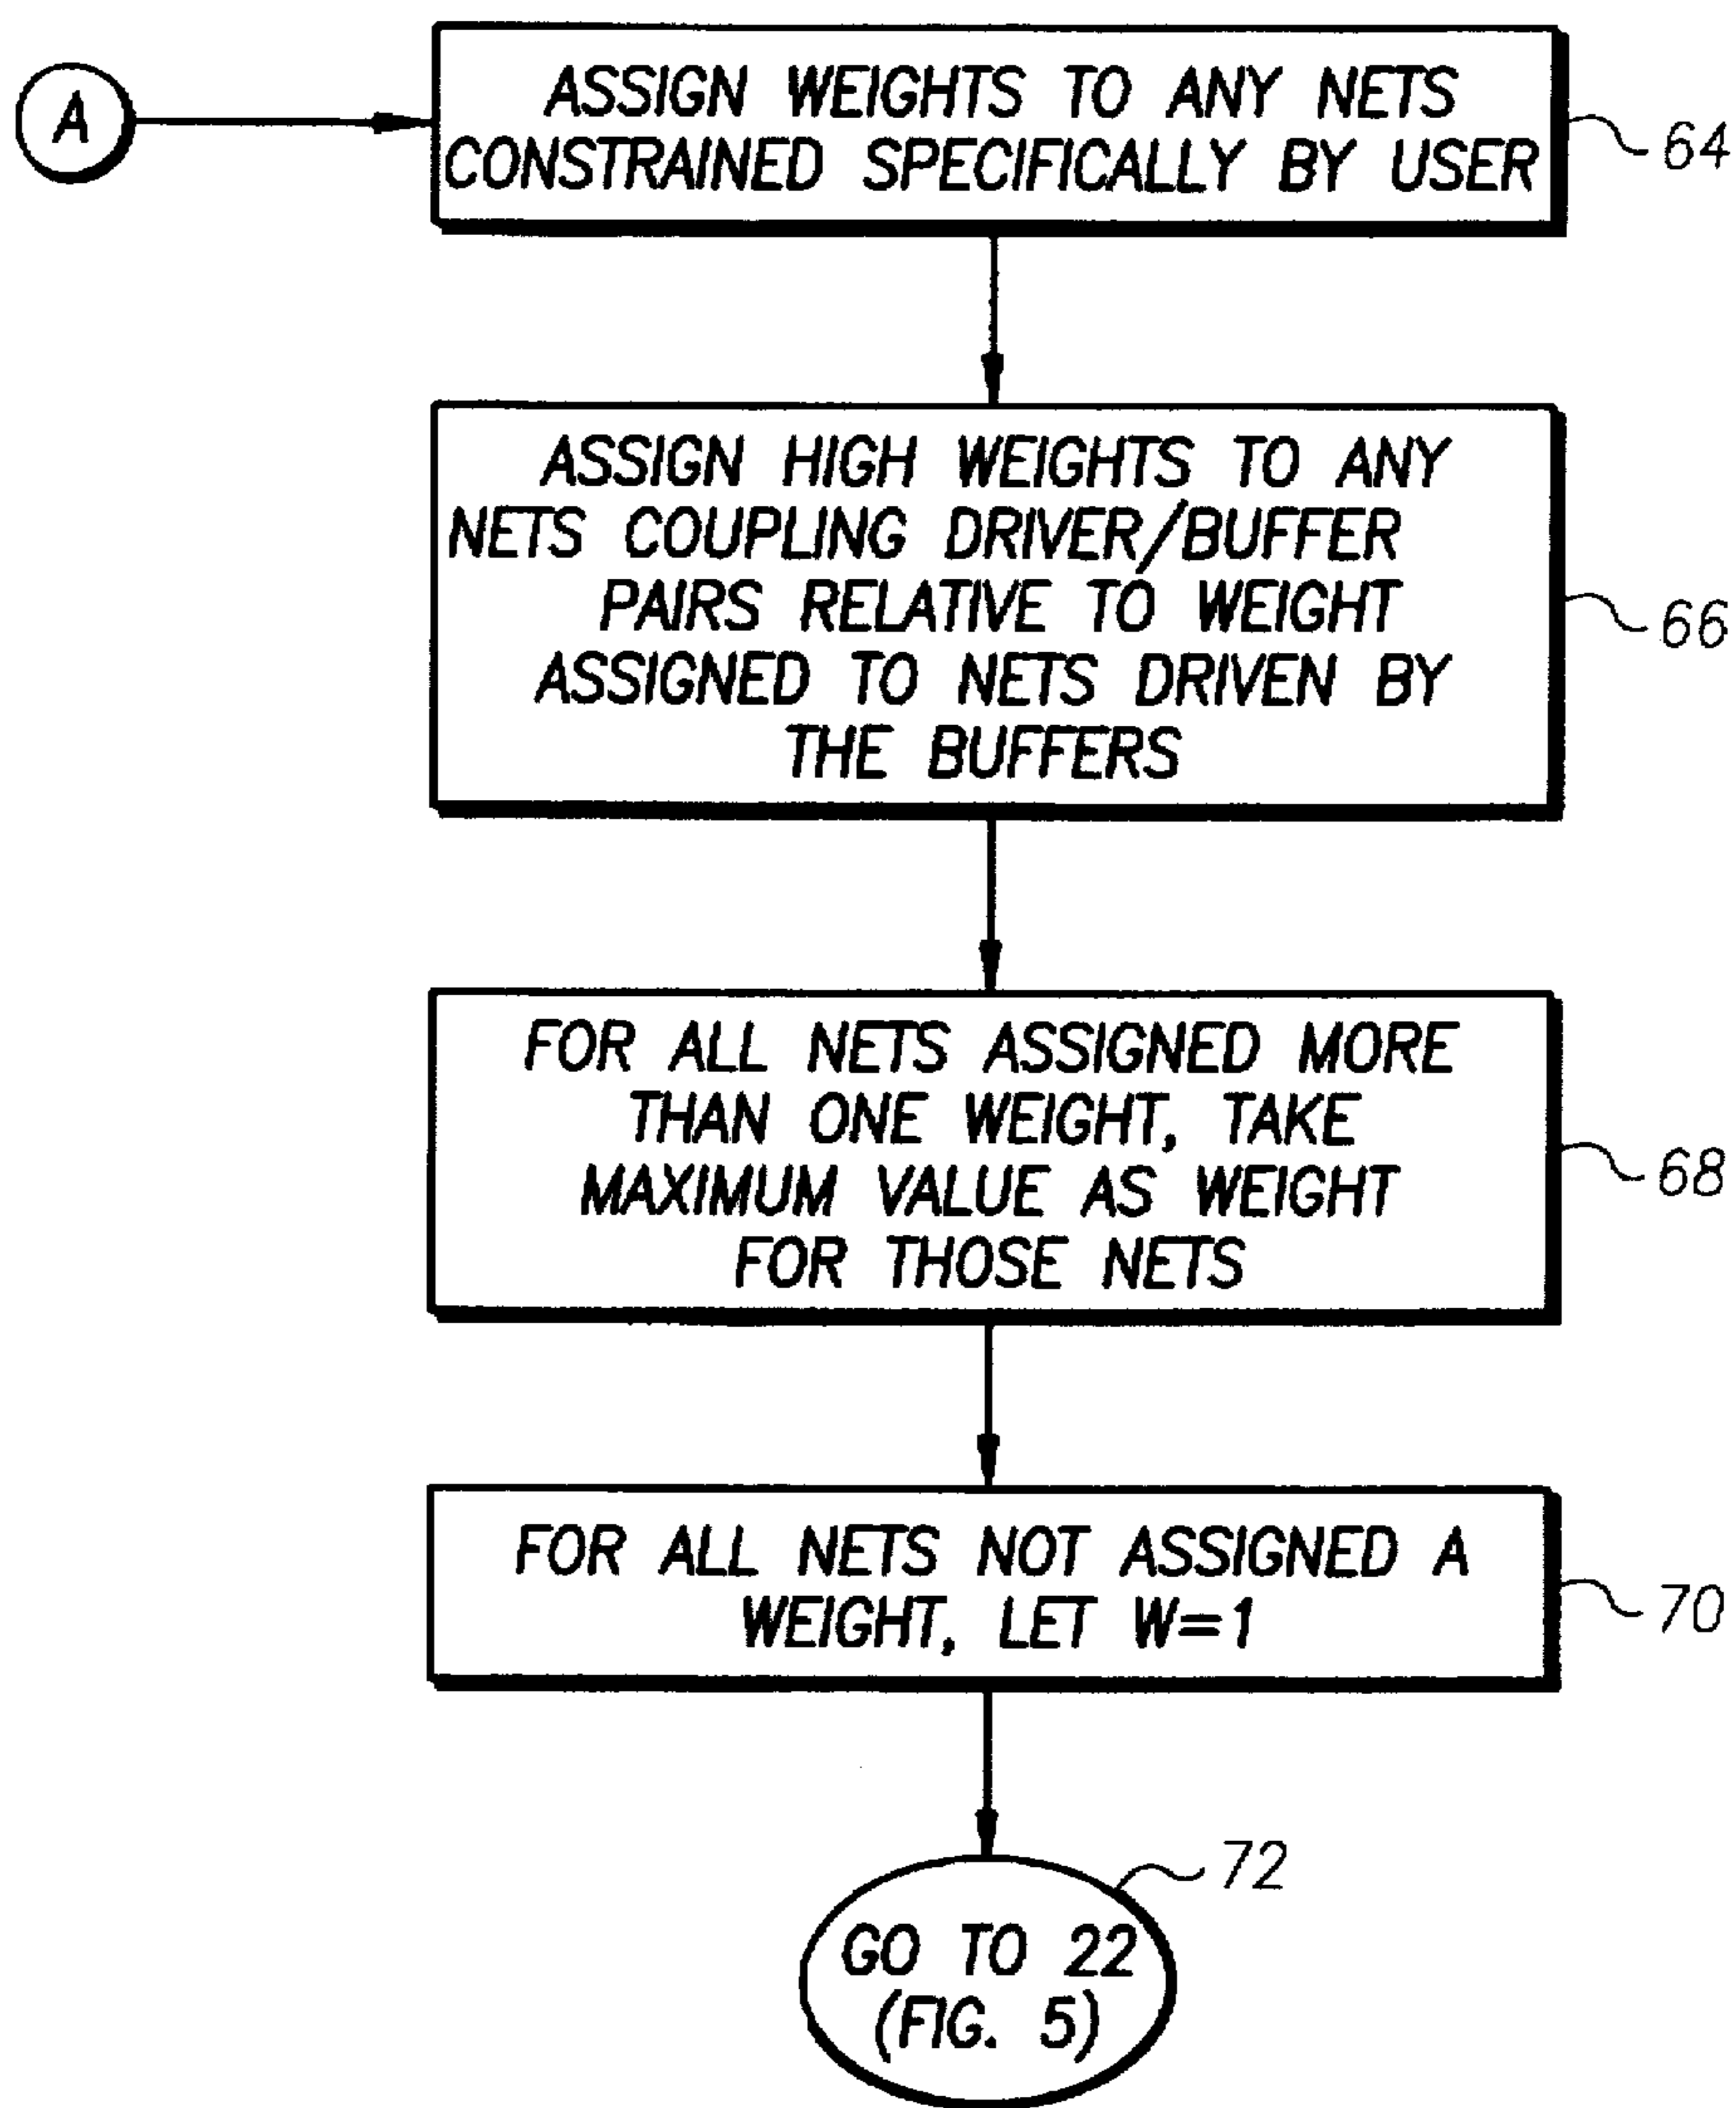 A
ASSIGN WEIGHTS TO ANY NETS
CONSTRAINED SPECIFICALLY BY USER
64
ASSIGN HIGH WEIGHTS TO ANY
NETS COUPLING DRIVER/BUFFER
PAIRS RELATIVE TO WEIGHT
ASSIGNED TO NETS DRIVEN BY
THE BUFFERS
66
FOR ALL NETS ASSIGNED MORE
THAN ONE WEIGHT, TAKE
MAXIMUM VALUE AS WEIGHT
FOR THOSE NETS
68
FOR ALL NETS NOT ASSIGNED A
WEIGHT, LET W=1
70
72
GO TO 22
(FIG. 5)